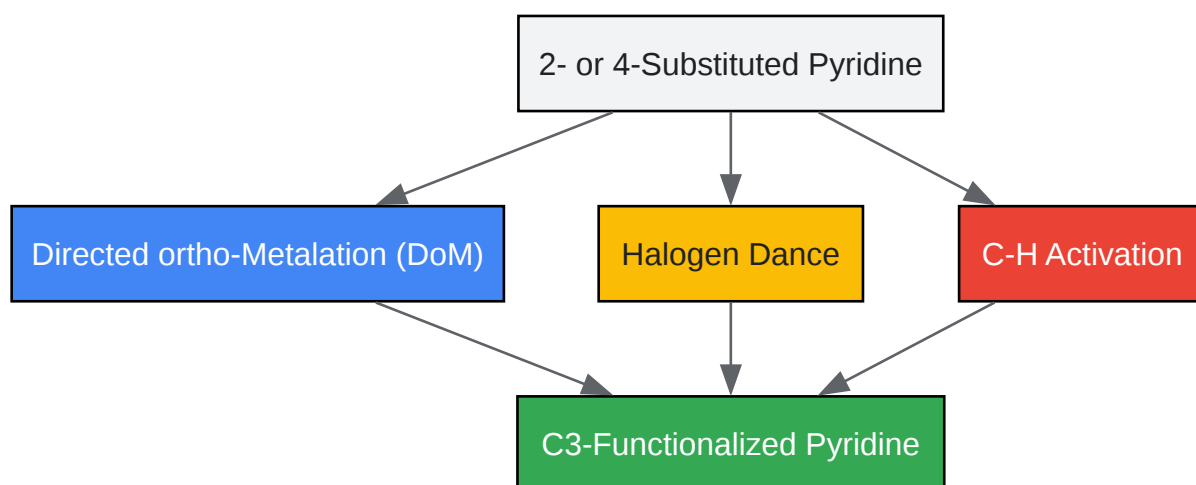 2- or 4-Substituted Pyridine
Directed ortho-Metalation (DoM)
Halogen Dance
C-H Activation
C3-Functionalized Pyridine